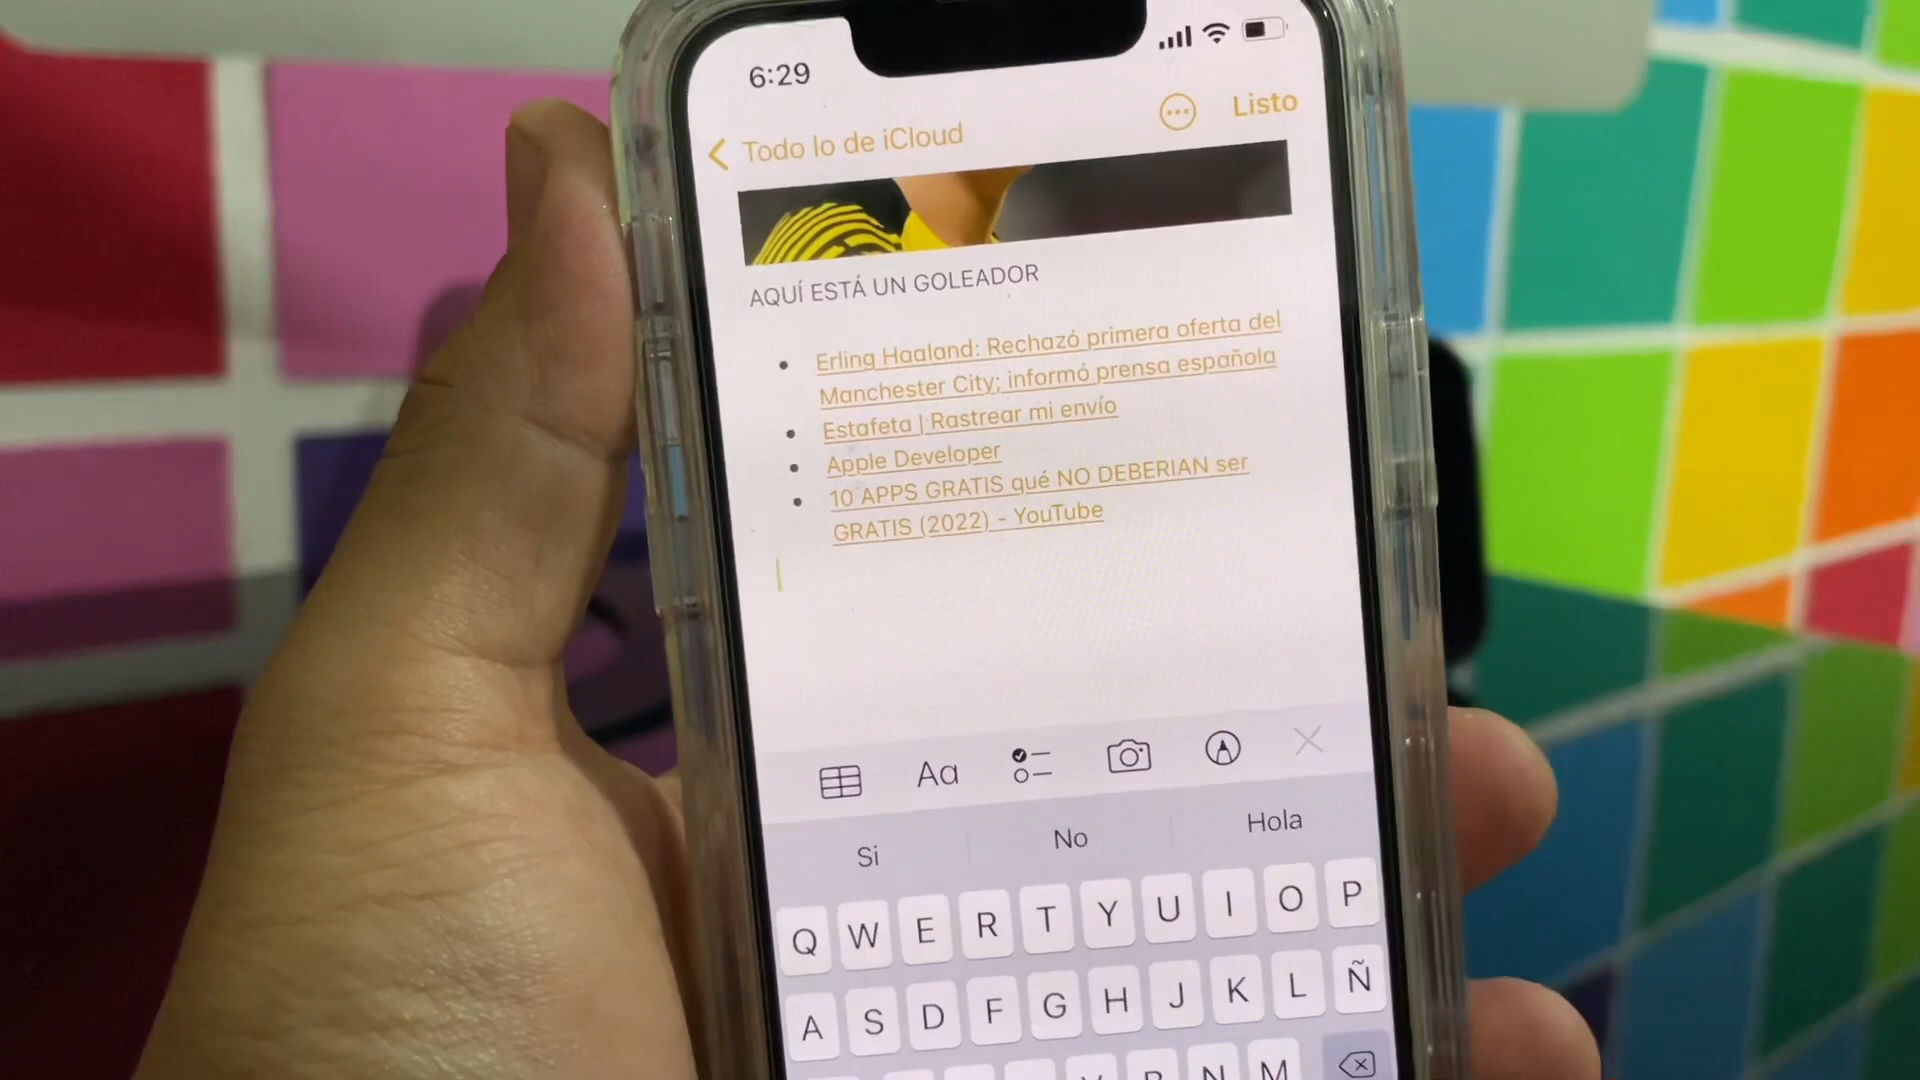 6:29
Todo lo de iCloud
Listo
AQUÍ ESTÁ UN GOLEADOR
• Erling Haaland: Rechazó primera oferta del
Manchester City; informó prensa española
• Estafeta | Rastrear mi envío
• Apple Developer
• 10 APPS GRATIS qué NO DEBERIAN ser
GRATIS (2022) - YouTube
Aa
Si No Hola
Q W E R T Y U I O P
A S D F G H J K L Ñ
V B N M